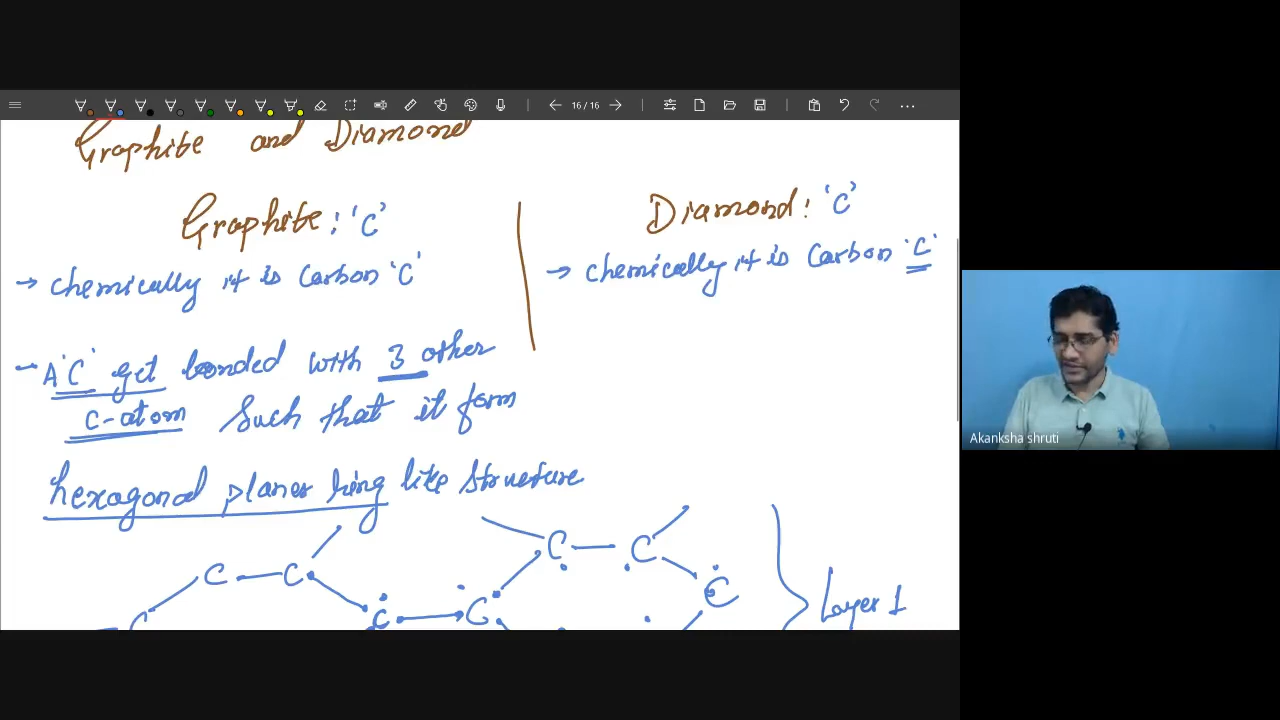 16/16
Graphite and Diamond
Graphite: 'C'
Diamond: 'C'
→ chemically it is Carbon 'C'
→ chemically it is Carbon 'C'
- A 'C' get bonded with 3 other
C-atom such that it form
hexagonal planer ring like structure
C C
C C
C C C
C
Layer 1
Akanksha shruti